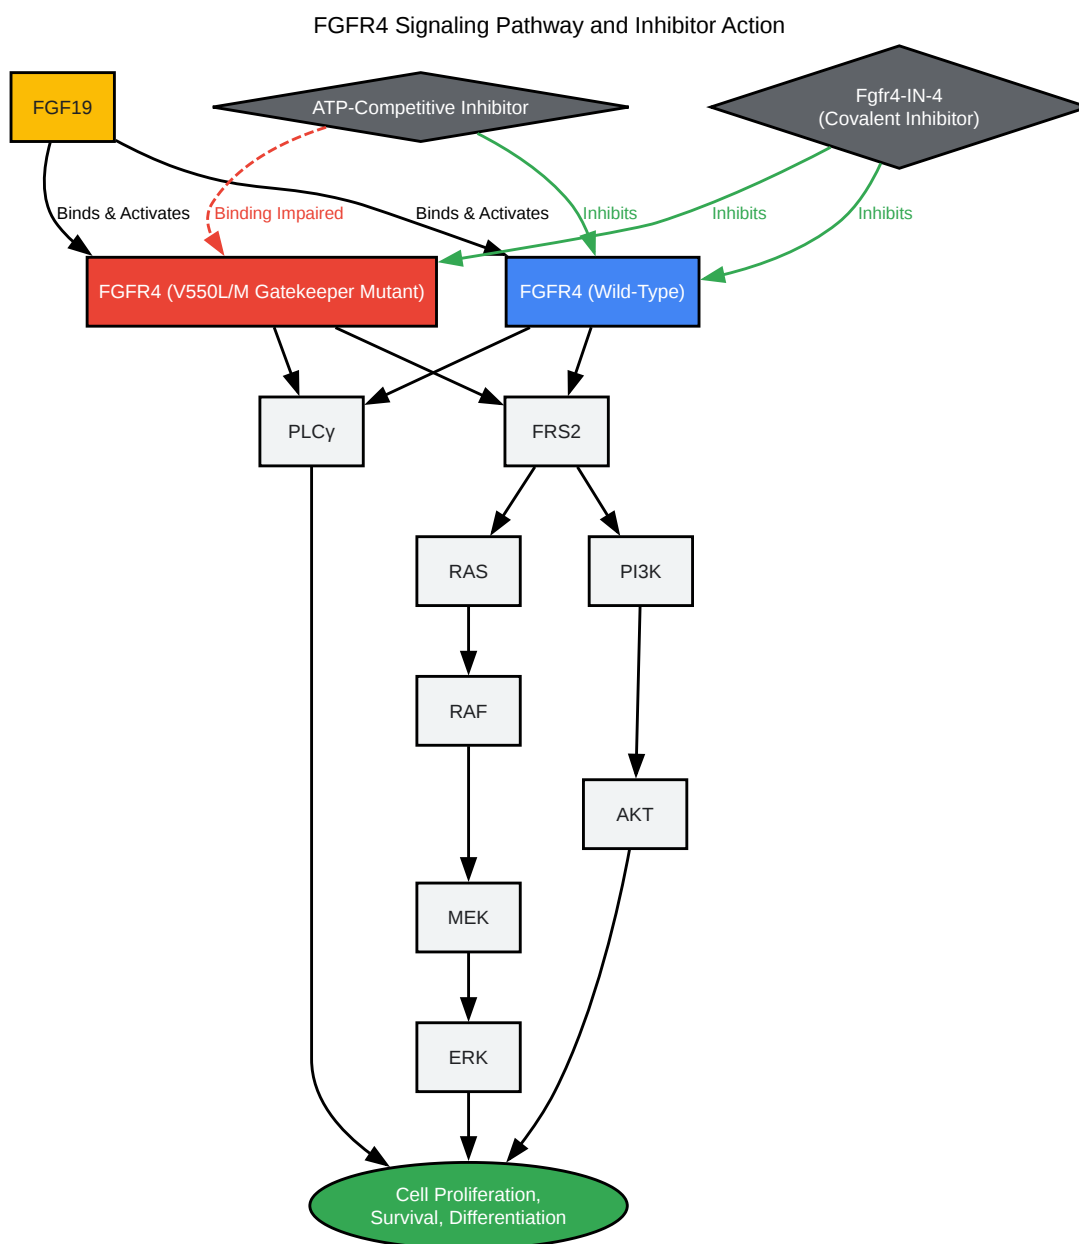 FGFR4 Signaling Pathway and Inhibitor Action
FGF19
ATP-Competitive Inhibitor
Fgfr4-IN-4
(Covalent Inhibitor)
Binds & Activates
Binding Impaired
Binds & Activates
Inhibits
Inhibits
Inhibits
FGFR4 (V550L/M Gatekeeper Mutant)
FGFR4 (Wild-Type)
PLCγ
FRS2
RAS
PI3K
RAF
AKT
MEK
ERK
Cell Proliferation,
Survival, Differentiation